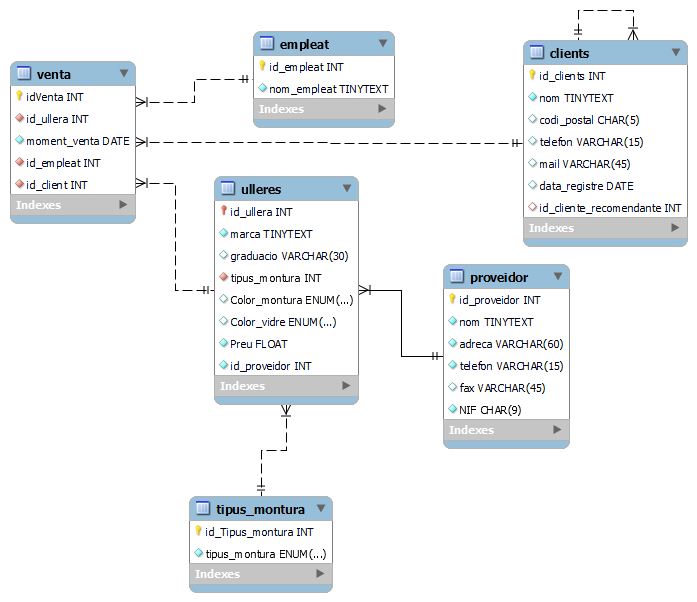 empleat
id_empleat INT
nom_empleat TINYTEXT
Indexes
clients
id_clients INT
nom TINYTEXT
codi_postal CHAR(5)
telefon VARCHAR(15)
mail VARCHAR(45)
data_registre DATE
id_cliente_recomendante INT
Indexes
venta
idVenta INT
id_ullera INT
moment_venta DATE
id_empleat INT
id_client INT
Indexes
ulleres
id_ullera INT
marca TINYTEXT
graduacio VARCHAR(30)
tipus_montura INT
Color_montura ENUM(...)
Color_vidre ENUM(...)
Preu FLOAT
id_proveidor INT
Indexes
proveidor
id_proveidor INT
nom TINYTEXT
adreca VARCHAR(60)
telefon VARCHAR(15)
fax VARCHAR(45)
NIF CHAR(9)
Indexes
tipus_montura
id_Tipus_montura INT
tipus_montura ENUM(...)
Indexes